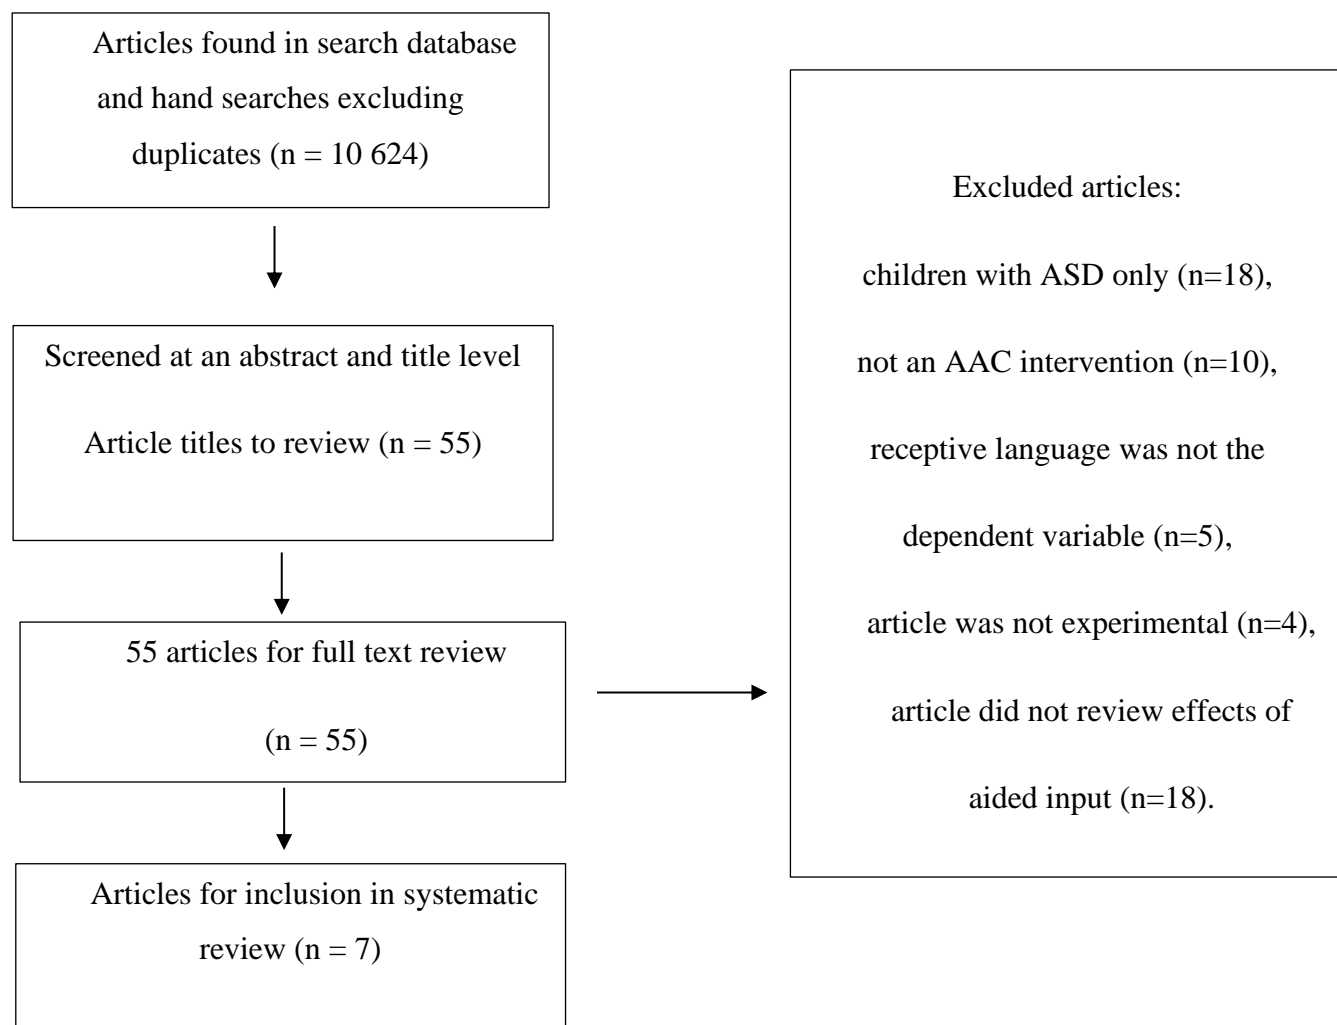 Articles found in search database
and hand searches excluding
duplicates (n = 10 624)
Screened at an abstract and title level
Article titles to review (n = 55)
55 articles for full text review
(n = 55)
Articles for inclusion in systematic
review (n = 7)
Excluded articles:
children with ASD only (n=18),
not an AAC intervention (n=10),
receptive language was not the
dependent variable (n=5),
article was not experimental (n=4),
article did not review effects of
aided input (n=18).